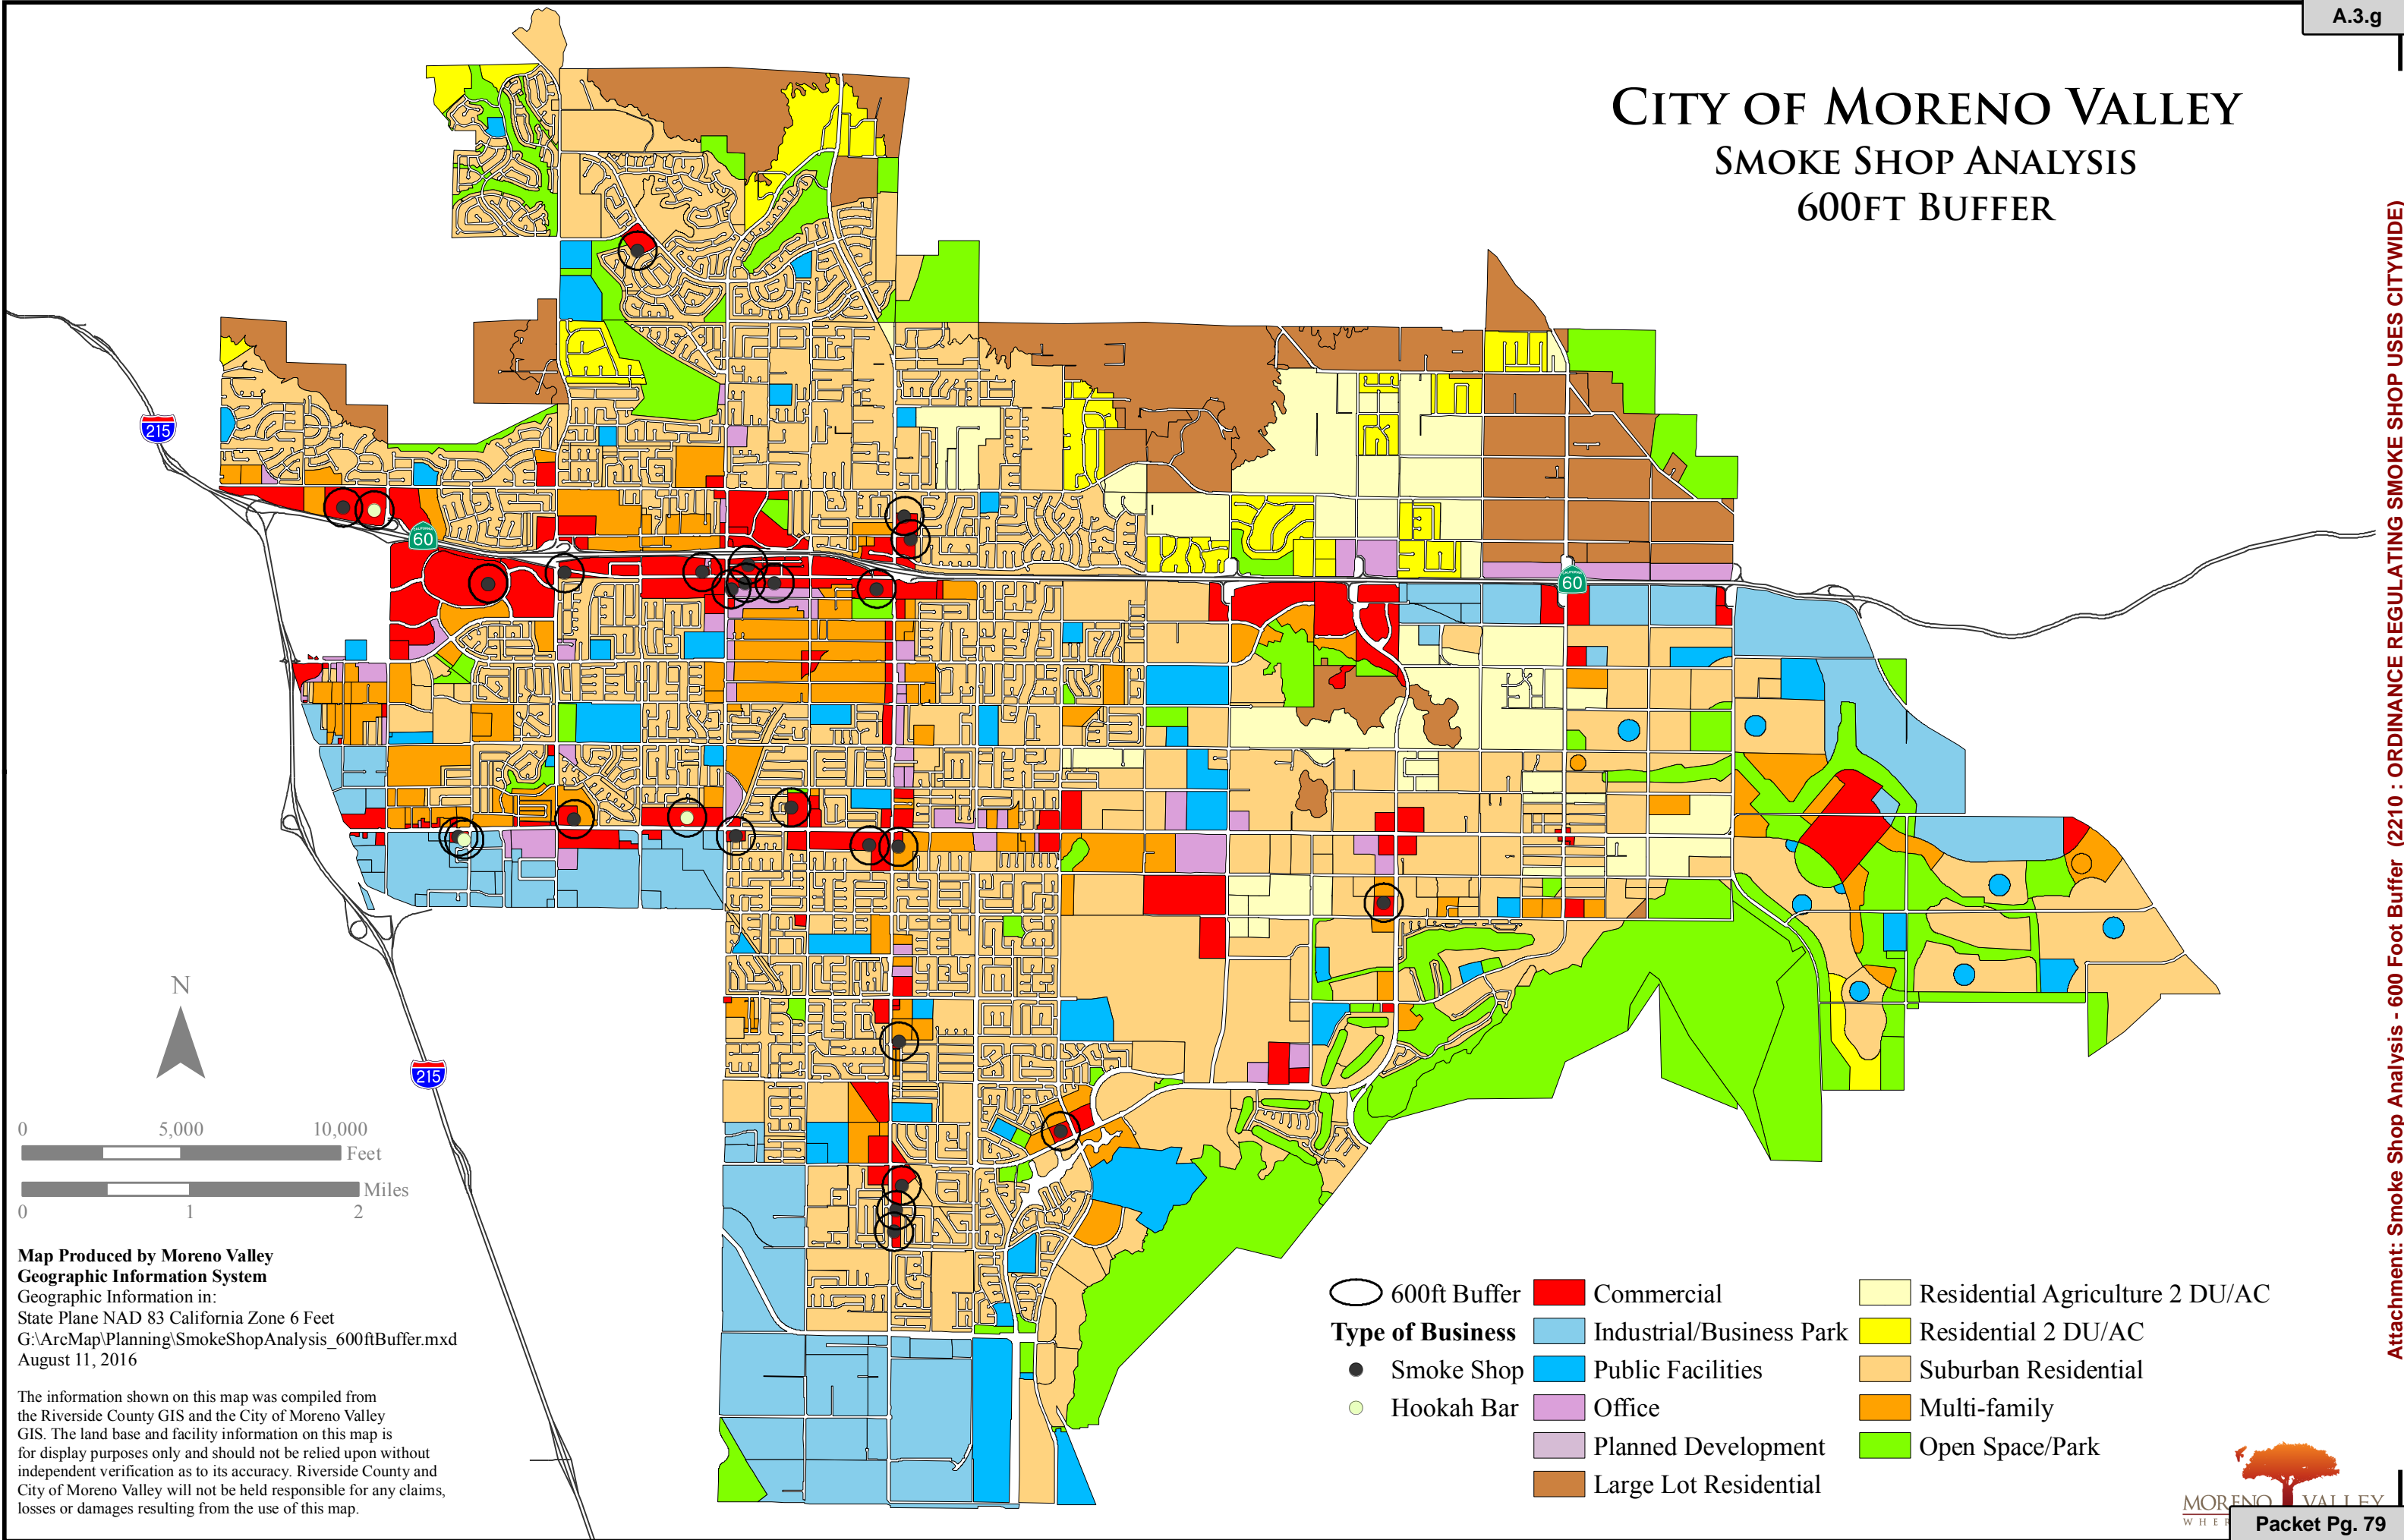 A.3.g
City of Moreno Valley
Smoke Shop Analysis
600ft Buffer
215
60
60
215
N
0 5,000 10,000
Feet
Miles
0 1 2
Map Produced by Moreno Valley
Geographic Information System
Geographic Information in:
State Plane NAD 83 California Zone 6 Feet
G:\ArcMap\Planning\SmokeShopAnalysis_600ftBuffer.mxd
August 11, 2016
The information shown on this map was compiled from
the Riverside County GIS and the City of Moreno Valley
GIS. The land base and facility information on this map is
for display purposes only and should not be relied upon without
independent verification as to its accuracy. Riverside County and
City of Moreno Valley will not be held responsible for any claims,
losses or damages resulting from the use of this map.
600ft Buffer
Type of Business
Smoke Shop
Hookah Bar
Commercial
Industrial/Business Park
Public Facilities
Office
Planned Development
Large Lot Residential
Residential Agriculture 2 DU/AC
Residential 2 DU/AC
Suburban Residential
Multi-family
Open Space/Park
MORENO VALLEY
Packet Pg. 79
Attachment: Smoke Shop Analysis - 600 Foot Buffer (2210 : ORDINANCE REGULATING SMSOKE SHOP USES CITYWIDE)